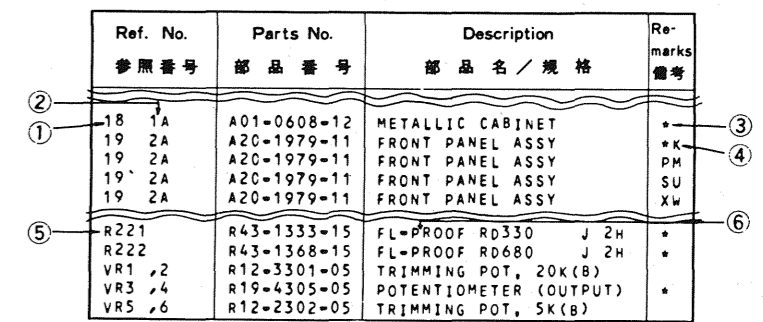 Ref. No. Parts No. Description Re-marks
参照番号 部品番号 部品名/規格 備考
②
① 18 1A A01-0608-12 METALLIC CABINET * ③
19 2A A20-1979-11 FRONT PANEL ASSY *K ④
19 2A A20-1979-11 FRONT PANEL ASSY PM
19 2A A20-1979-11 FRONT PANEL ASSY SU
19 2A A20-1979-11 FRONT PANEL ASSY XW
⑥
⑤ R221 R43-1333-15 FL-PROOF RD330 J 2H *
R222 R43-1368-15 FL-PROOF RD680 J 2H *
VR1 ,2 R12-3301-05 TRIMMING POT, 20K(B)
VR3 ,4 R19-4305-05 POTENTIOMETER (OUTPUT) *
VR5 ,6 R12-2302-05 TRIMMING POT, 5K(B)